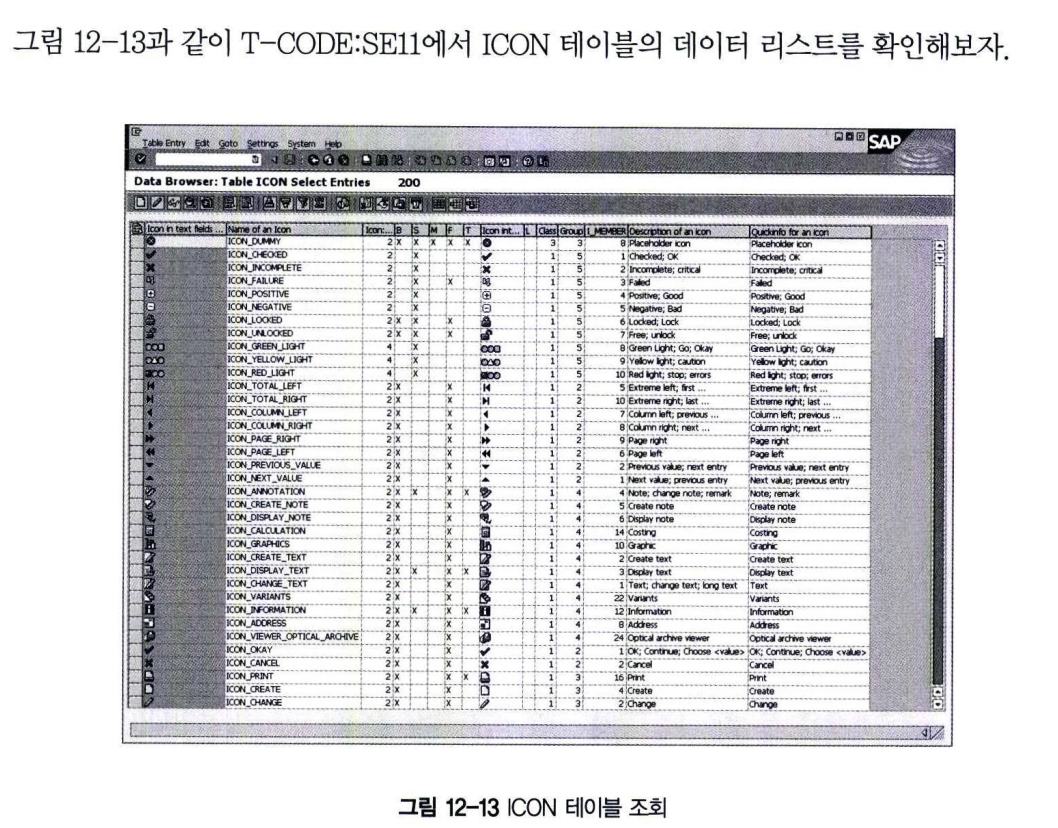 그림 12-13과 같이 T-CODE:SE11에서 ICON 테이블의 데이터 리스트를 확인해보자.
Table Entry Edit Goto Settings System Help
SAP
Data Browser: Table ICON Select Entries 200
Icon in text fields ... Name of an Icon Icon:... B S M F T Icon int... L Class Group I_MEMBER Description of an icon Quickinfo for an icon
ICON_DUMMY 2 X X X X X 3 3 8 Placeholder icon Placeholder icon
ICON_CHECKED 2 X 1 5 1 Checked; OK Checked; OK
ICON_INCOMPLETE 2 X 1 5 2 Incomplete; critical Incomplete; critical
ICON_FAILURE 2 X X 1 5 3 Failed Failed
ICON_POSITIVE 2 X 1 5 4 Positive; Good Positive; Good
ICON_NEGATIVE 2 X 1 5 5 Negative; Bad Negative; Bad
ICON_LOCKED 2 X X X 1 5 6 Locked; Lock Locked; Lock
ICON_UNLOCKED 2 X X X 1 5 7 Free; unlock Free; unlock
ICON_GREEN_LIGHT 4 X 1 5 8 Green Light; Go; Okay Green Light; Go; Okay
ICON_YELLOW_LIGHT 4 X 1 5 9 Yellow light; caution Yellow light; caution
ICON_RED_LIGHT 4 X 1 5 10 Red light; stop; errors Red light; stop; errors
ICON_TOTAL_LEFT 2 X X 1 2 5 Extreme left; first ... Extreme left; first ...
ICON_TOTAL_RIGHT 2 X X 1 2 10 Extreme right; last ... Extreme right; last ...
ICON_COLUMN_LEFT 2 X X 1 2 7 Column left; previous ... Column left; previous ...
ICON_COLUMN_RIGHT 2 X X 1 2 8 Column right; next ... Column right; next ...
ICON_PAGE_RIGHT 2 X X 1 2 9 Page right Page right
ICON_PAGE_LEFT 2 X X 1 2 6 Page left Page left
ICON_PREVIOUS_VALUE 2 X X 1 2 2 Previous value; next entry Previous value; next entry
ICON_NEXT_VALUE 2 X X 1 2 1 Next value; previous entry Next value; previous entry
ICON_ANNOTATION 2 X X X X 1 4 4 Note; change note; remark Note; remark
ICON_CREATE_NOTE 2 X X 1 4 5 Create note Create note
ICON_DISPLAY_NOTE 2 X X 1 4 6 Display note Display note
ICON_CALCULATION 2 X X 1 4 14 Costing Costing
ICON_GRAPHICS 2 X X 1 4 10 Graphic Graphic
ICON_CREATE_TEXT 2 X X 1 4 2 Create text Create text
ICON_DISPLAY_TEXT 2 X X X X 1 4 3 Display text Display text
ICON_CHANGE_TEXT 2 X X 1 4 1 Text; change text; long text Text
ICON_VARIANTS 2 X X 1 4 22 Variants Variants
ICON_INFORMATION 2 X X X X 1 4 12 Information Information
ICON_ADDRESS 2 X X 1 4 8 Address Address
ICON_VIEWER_OPTICAL_ARCHIVE 2 X X 1 4 24 Optical archive viewer Optical archive viewer
ICON_OKAY 2 X X 1 2 1 OK; Continue; Choose <value> OK; Continue; Choose <value>
ICON_CANCEL 2 X X 1 2 2 Cancel Cancel
ICON_PRINT 2 X X X 1 3 16 Print Print
ICON_CREATE 2 X X 1 3 4 Create Create
ICON_CHANGE 2 X X 1 3 2 Change Change
그림 12-13 ICON 테이블 조회